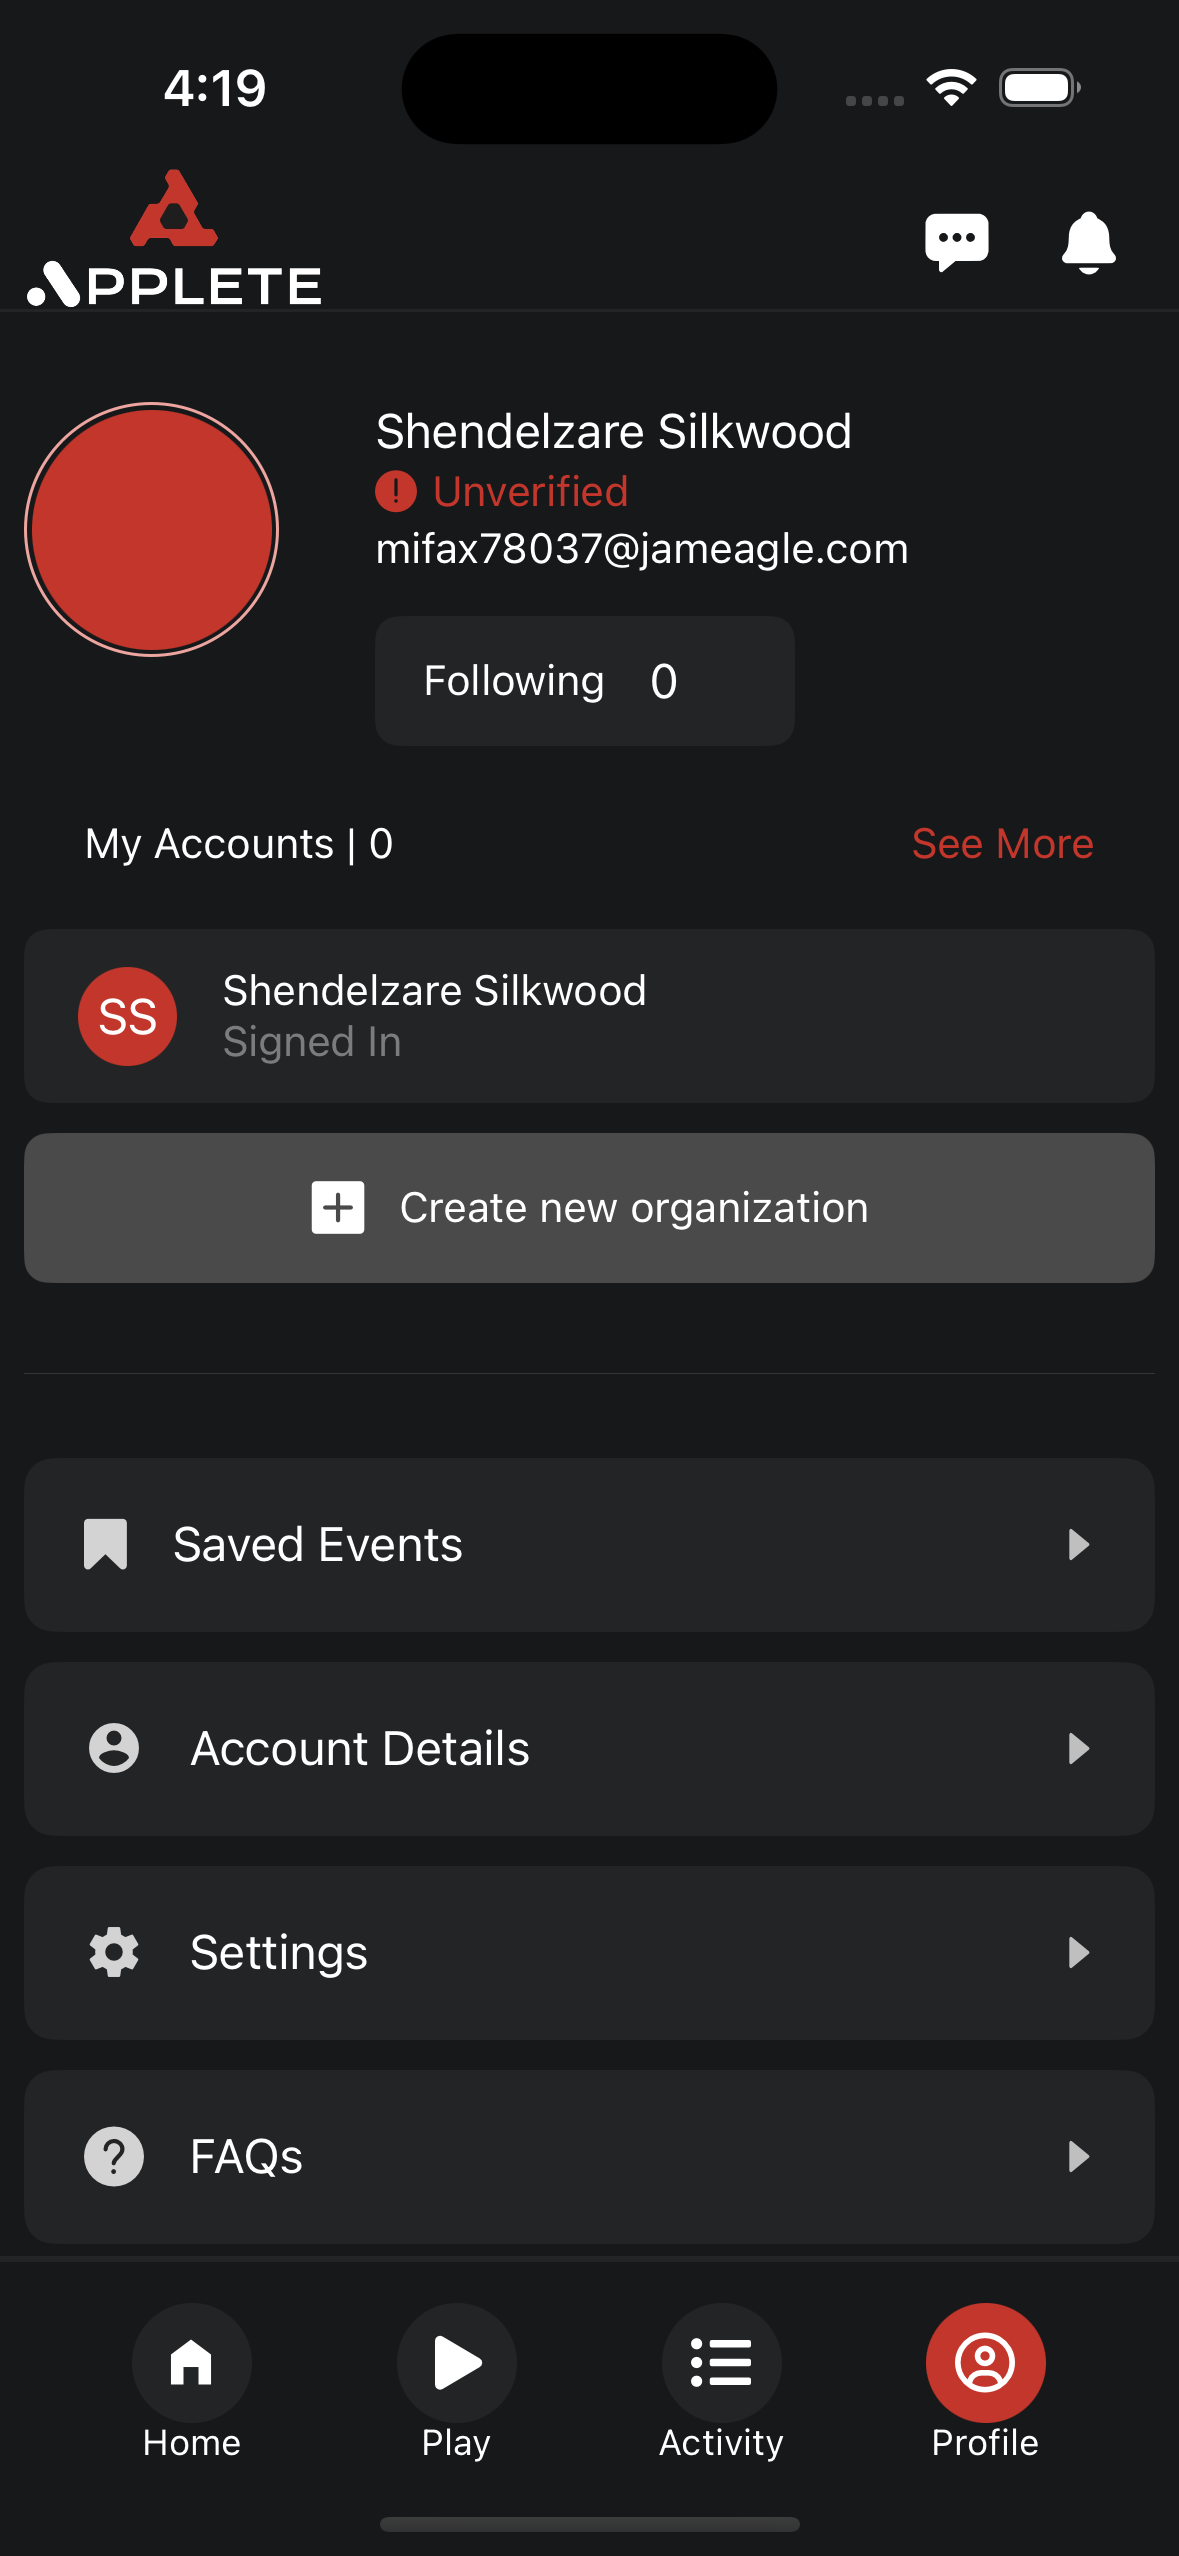 4:19
APPLETE
Shendelzare Silkwood
Unverified
mifax78037@jameagle.com
Following 0
My Accounts | 0
See More
SS
Shendelzare Silkwood
Signed In
Create new organization
Saved Events
Account Details
Settings
FAQs
Home
Play
Activity
Profile